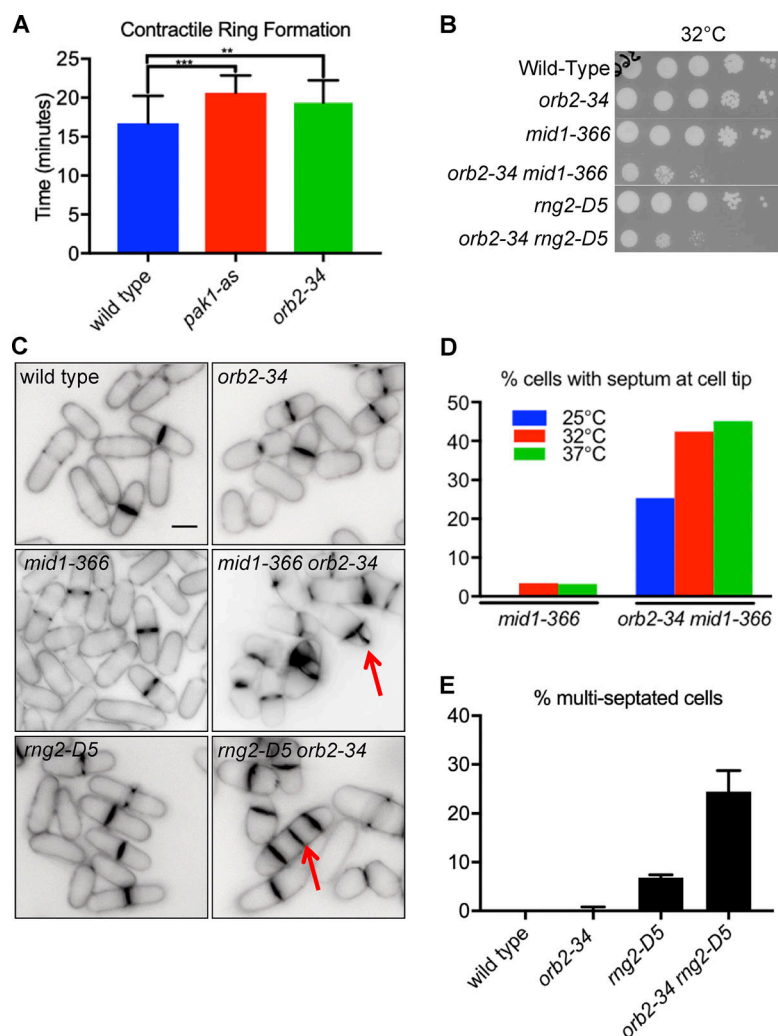 A
Contractile Ring Formation
**
***
Time (minutes)
25
20
15
10
5
0
wild type
pak1-as
orb2-34
B
32°C
Wild-Type
orb2-34
mid1-366
orb2-34 mid1-366
rng2-D5
orb2-34 rng2-D5
C
wild type
orb2-34
mid1-366
mid1-366 orb2-34
rng2-D5
rng2-D5 orb2-34
D
% cells with septum at cell tip
50
40
30
20
10
0
25°C
32°C
37°C
mid1-366
orb2-34 mid1-366
E
% multi-septated cells
40
30
20
10
0
wild type
orb2-34
rng2-D5
orb2-34 rng2-D5